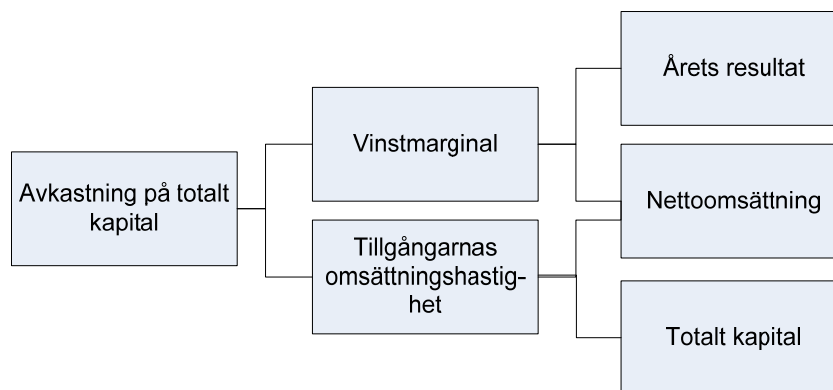 Avkastning på totalt
kapital
Vinstmarginal
Tillgångarnas
omsättningshastig-
het
Årets resultat
Nettoomsättning
Totalt kapital